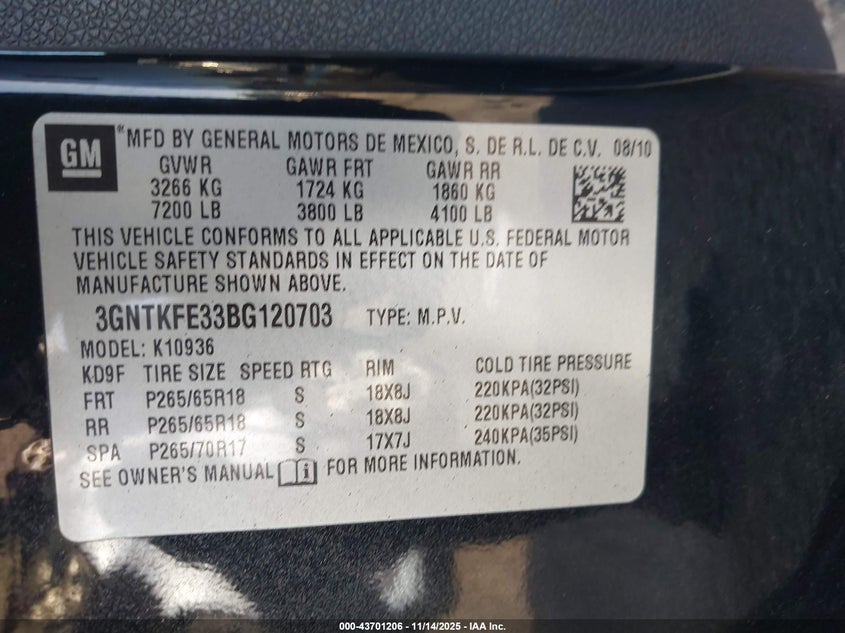 GM *MFD BY GENERAL MOTORS DE MEXICO, S. DE R.L. DE C.V. 08/10
GVWR GAWR FRT GAWR RR
3266 KG 1724 KG 1860 KG
7200 LB 3800 LB 4100 LB
THIS VEHICLE CONFORMS TO ALL APPLICABLE U.S. FEDERAL MOTOR
VEHICLE SAFETY STANDARDS IN EFFECT ON THE DATE OF
MANUFACTURE SHOWN ABOVE.
3GNTKFE33BG120703 TYPE: M.P.V.
MODEL: K10936
KD9F TIRE SIZE SPEED RTG RIM COLD TIRE PRESSURE
FRT P265/65R18 S 18X8J 220KPA(32PSI)
RR P265/65R18 S 18X8J 220KPA(32PSI)
SPA P265/70R17 S 17X7J 240KPA(35PSI)
SEE OWNER'S MANUAL i FOR MORE INFORMATION.
000-43701206 - 11/14/2025 - IAA Inc.